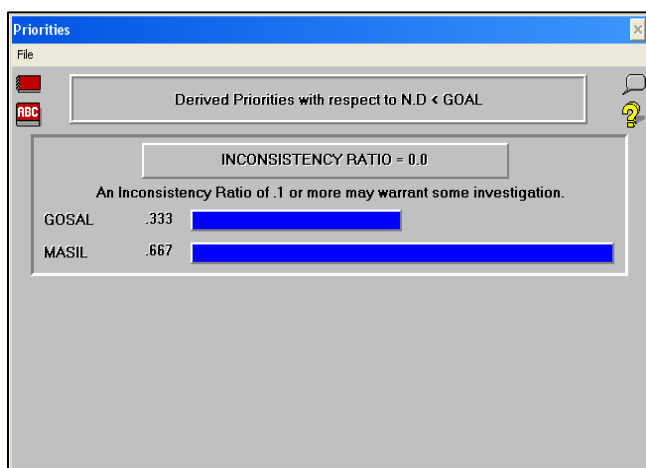 Priorities
File
ABC
Derived Priorities with respect to N.D < GOAL
?
INCONSISTENCY RATIO = 0.0
An Inconsistency Ratio of .1 or more may warrant some investigation.
GOSAL .333
MASIL .667